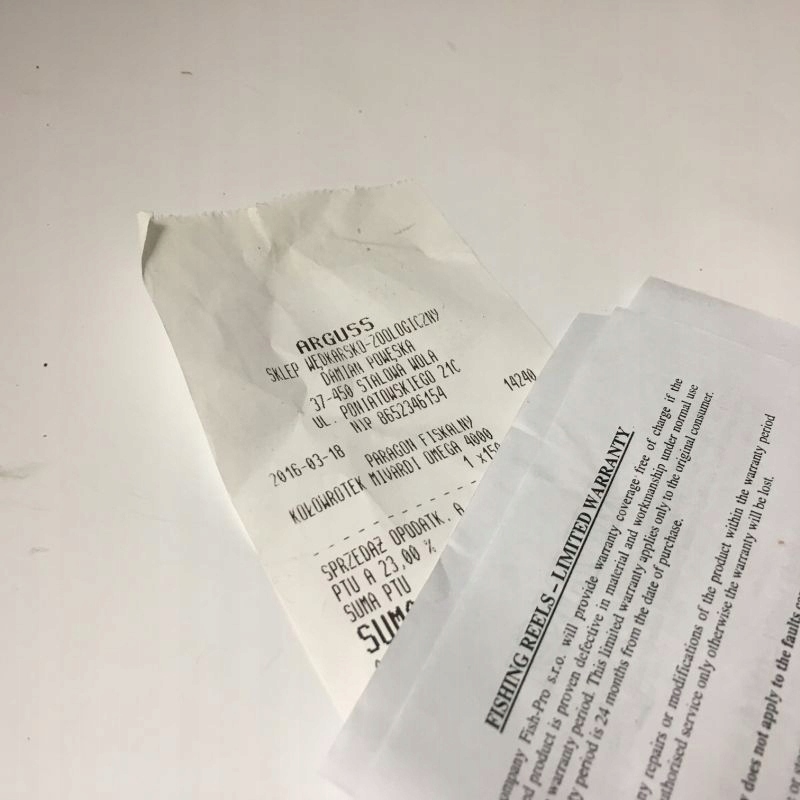 ARGUSS
SKLEP WĘDKARSKO-ZOOLOGICZNY
DAMIAN POWĘSKA
37-450 STALOWA WOLA
UL. PONIATOWSKIEGO 21C
NIP 8652346154
14240
2016-03-18
PARAGON FISKALNY
KOŁOWROTEK MIVARDI OMEGA 4000
1 x15
SPRZEDAŻ OPODATK. A
PTU A 23,00 %
SUMA PTU
FISHING REELS – LIMITED WARRANTY
Fish-Pro s.r.o. will provide warranty coverage free of charge if the
product is proven defective in material and workmanship under normal use
warranty period. This limited warranty applies only to the original consumer.
period is 24 months from the date of purchase.
repairs or modifications of the product within the warranty period
service only otherwise the warranty will be lost.
does not apply to the faults
or